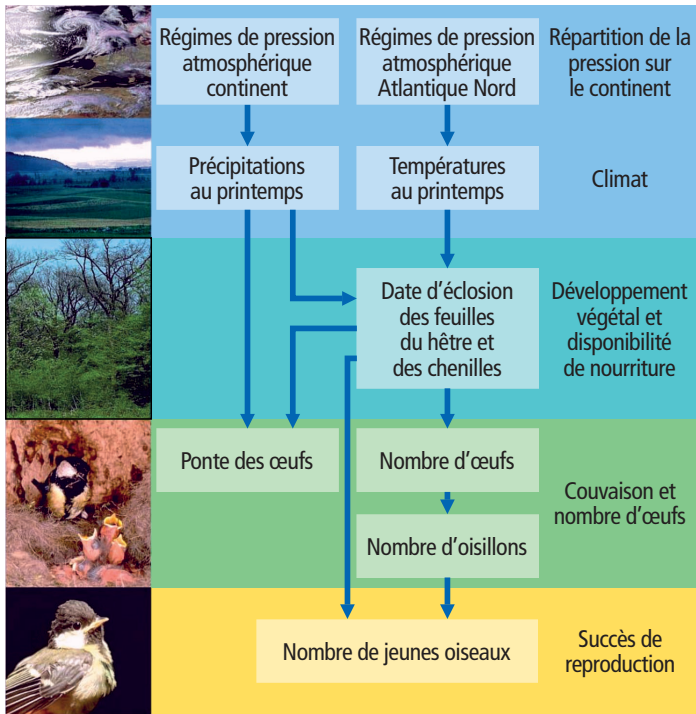 Régimes de pression
atmosphérique
continent
Régimes de pression
atmosphérique
Atlantique Nord
Répartition de la
pression sur
le continent
Précipitations
au printemps
Températures
au printemps
Climat
Date d’éclosion
des feuilles
du hêtre et
des chenilles
Développement
végétal et
disponibilité
de nourriture
Ponte des œufs
Nombre d’œufs
Couvaison et
nombre d’œufs
Nombre d’oisillons
Nombre de jeunes oiseaux
Succès de
reproduction